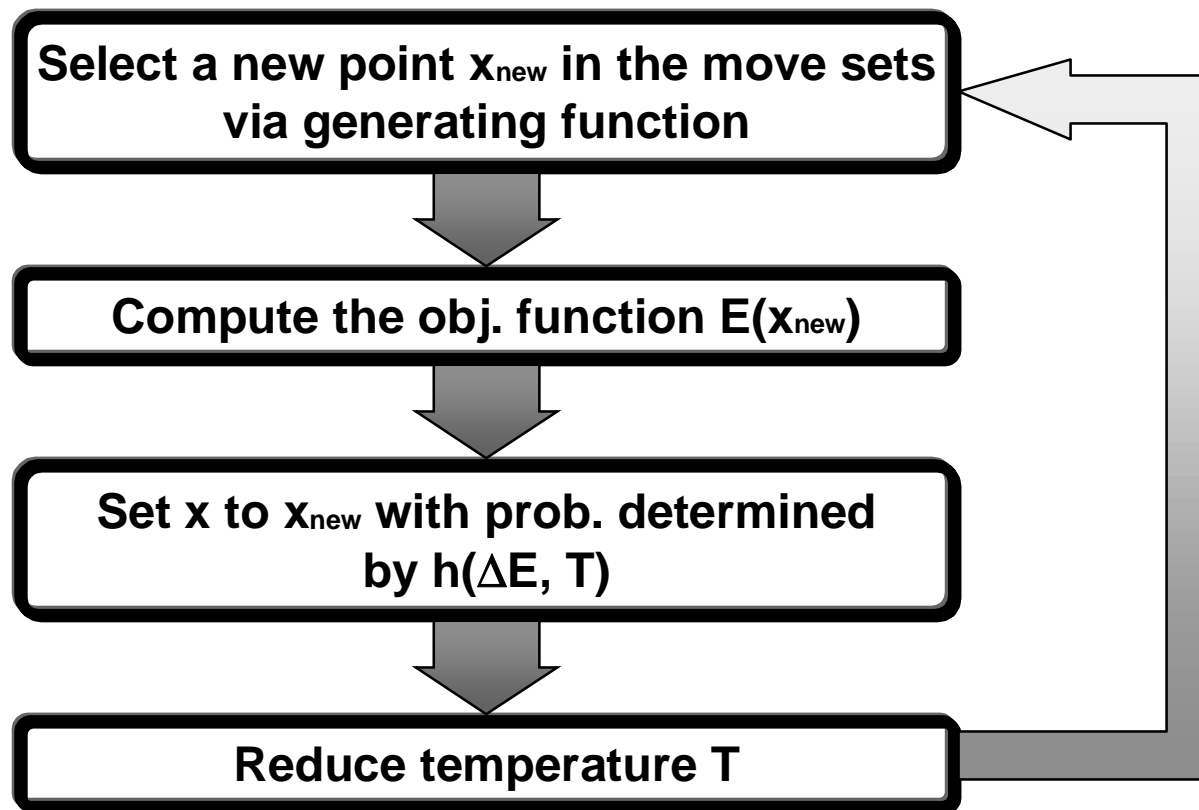 Select a new point xnew in the move sets
via generating function
Compute the obj. function E(xnew)
Set x to xnew with prob. determined
by h(ΔE, T)
Reduce temperature T